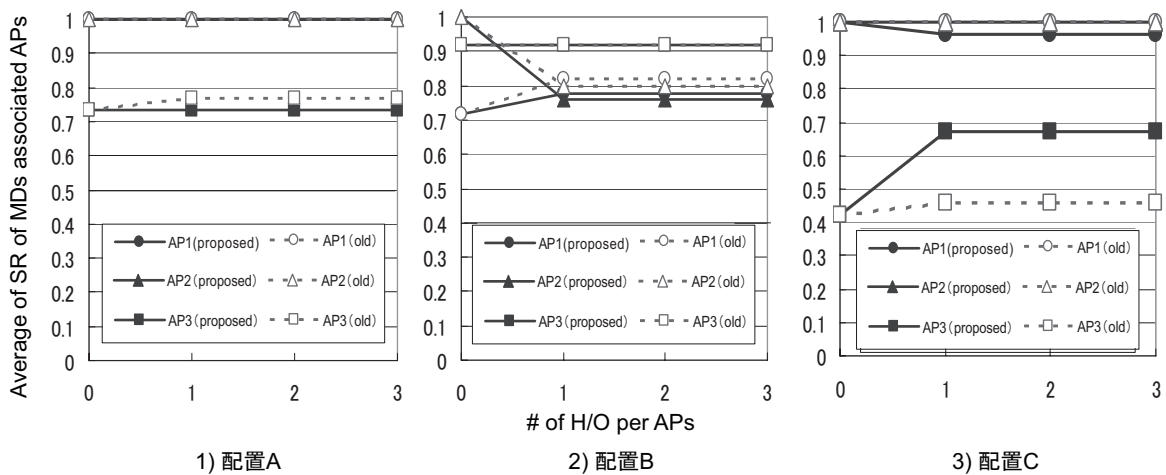 Average of SR of MDs associated APs
1
0.9
0.8
0.7
0.6
0.5
0.4
0.3
0.2
0.1
0
0 1 2 3
AP1(proposed) AP1(old)
AP2(proposed) AP2(old)
AP3(proposed) AP3(old)
1) 配置A
1
0.9
0.8
0.7
0.6
0.5
0.4
0.3
0.2
0.1
0
0 1 2 3
AP1(proposed) AP1(old)
AP2(proposed) AP2(old)
AP3(proposed) AP3(old)
# of H/O per APs
2) 配置B
1
0.9
0.8
0.7
0.6
0.5
0.4
0.3
0.2
0.1
0
0 1 2 3
AP1(proposed) AP1(old)
AP2(proposed) AP2(old)
AP3(proposed) AP3(old)
3) 配置C